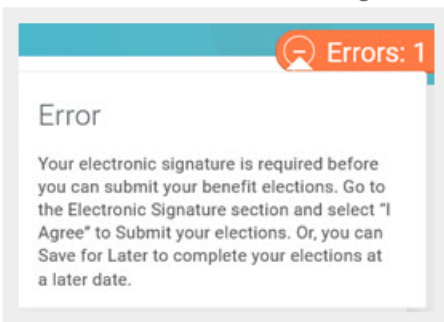 Errors: 1
Error
Your electronic signature is required before
you can submit your benefit elections. Go to
the Electronic Signature section and select “I
Agree” to Submit your elections. Or, you can
Save for Later to complete your elections at
a later date.